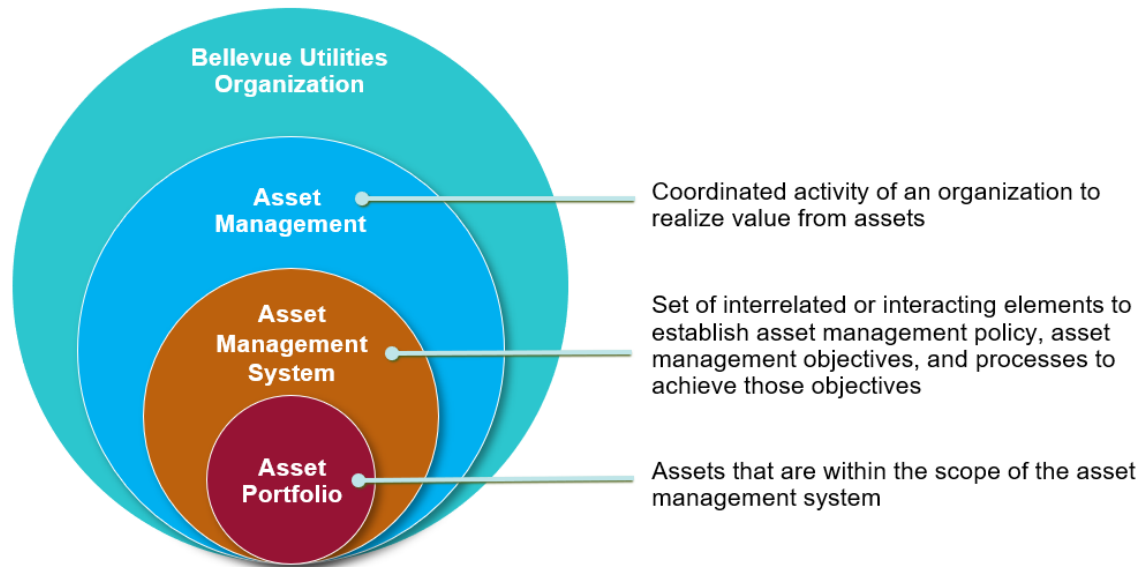 Bellevue Utilities
Organization
Asset
Management
Coordinated activity of an organization to
realize value from assets
Asset
Management
System
Set of interrelated or interacting elements to
establish asset management policy, asset
management objectives, and processes to
achieve those objectives
Asset
Portfolio
Assets that are within the scope of the asset
management system